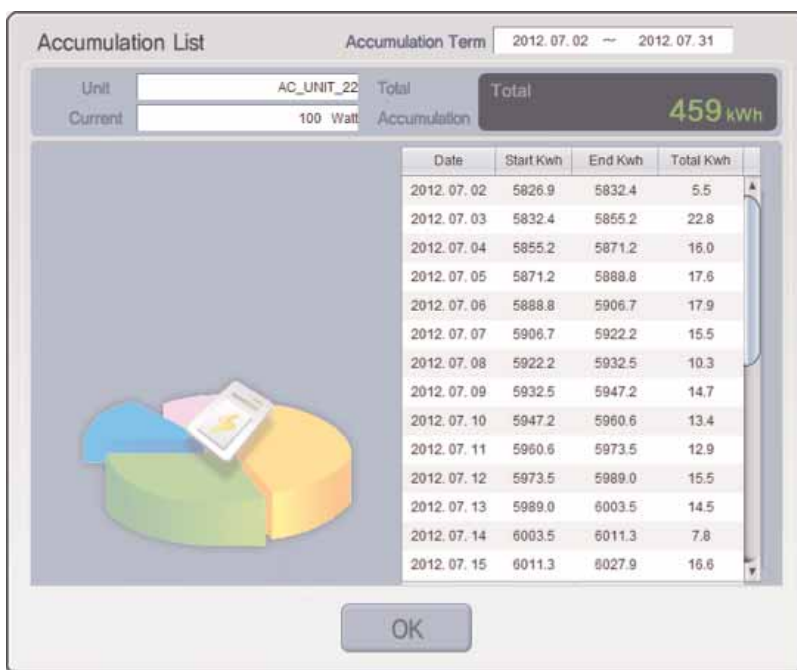 Accumulation List
Accumulation Term 2012. 07. 02 ~ 2012. 07. 31
Unit AC_UNIT_22 Total Total
Current 100 Watt Accumulation 459 kWh
Date Start Kwh End Kwh Total Kwh
2012. 07. 02 5826.9 5832.4 5.5
2012. 07. 03 5832.4 5855.2 22.8
2012. 07. 04 5855.2 5871.2 16.0
2012. 07. 05 5871.2 5888.8 17.6
2012. 07. 06 5888.8 5906.7 17.9
2012. 07. 07 5906.7 5922.2 15.5
2012. 07. 08 5922.2 5932.5 10.3
2012. 07. 09 5932.5 5947.2 14.7
2012. 07. 10 5947.2 5960.6 13.4
2012. 07. 11 5960.6 5973.5 12.9
2012. 07. 12 5973.5 5989.0 15.5
2012. 07. 13 5989.0 6003.5 14.5
2012. 07. 14 6003.5 6011.3 7.8
2012. 07. 15 6011.3 6027.9 16.6
OK